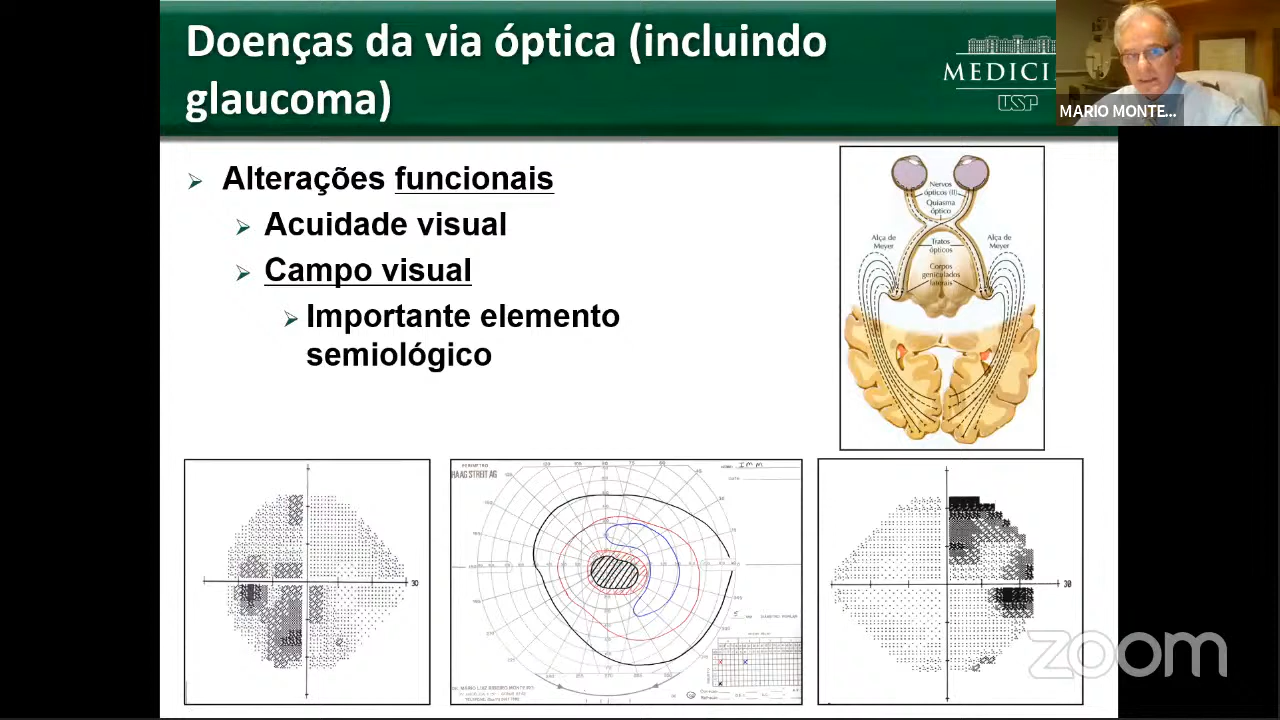 Doenças da via óptica (incluindo
glaucoma)
MEDICI
USP
MARIO MONTE...
Alterações funcionais
Acuidade visual
Campo visual
Importante elemento
semiológico
Nervos
ópticos (II)
Quiasma
óptico
Alça de
Meyer
Tratos
ópticos
Alça de
Meyer
Corpos
geniculados
laterais
30
PERIMETRO
HAAG STREIT AG
30
zoom